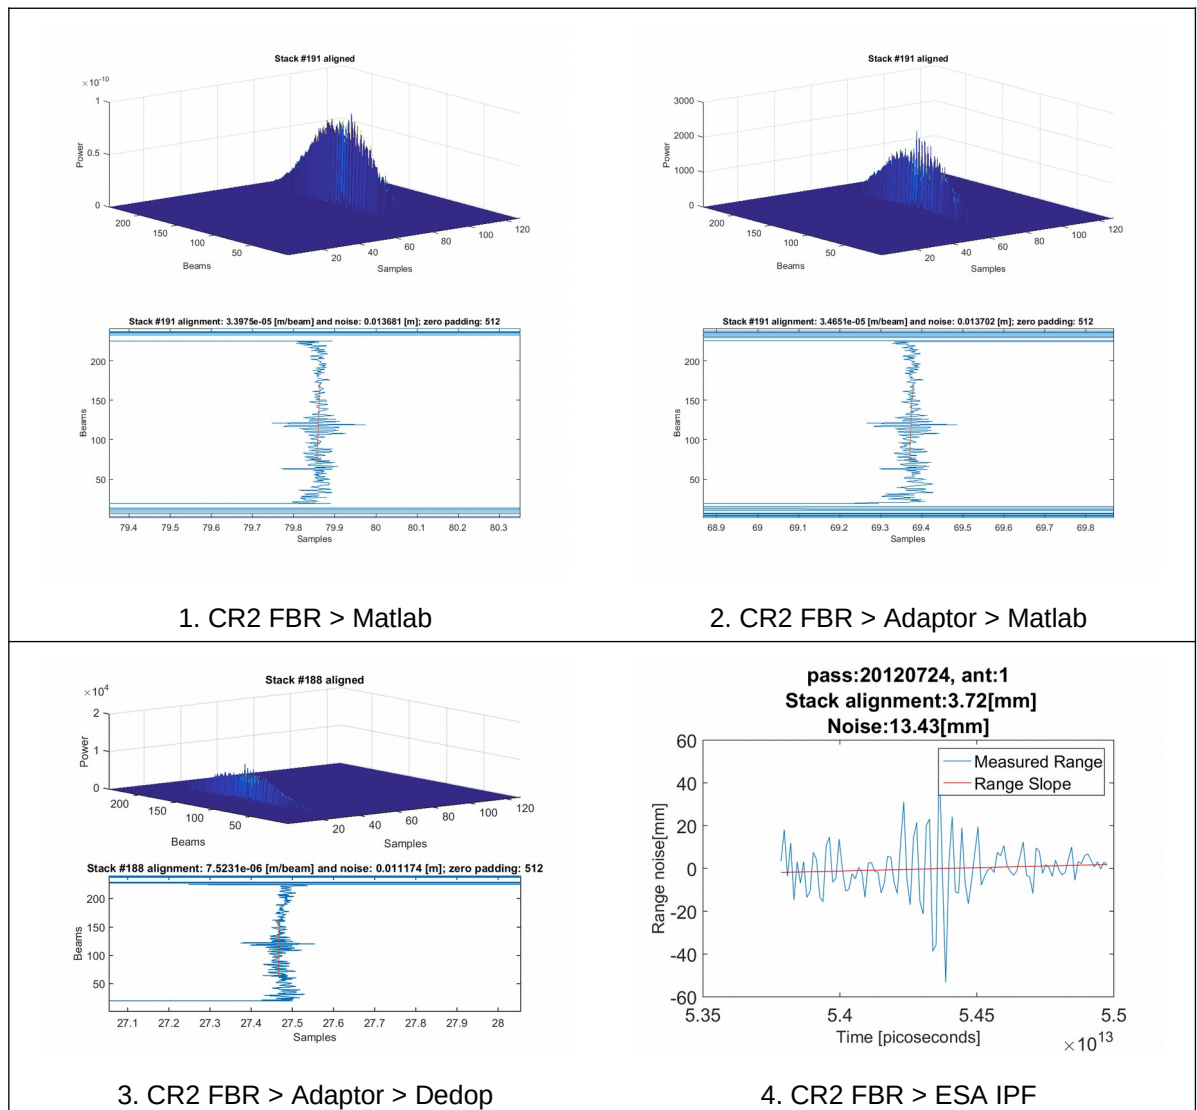 Stack #191 aligned
×10⁻¹⁰
1
0.5
0
Power
200
150
100
50
Beams
20
40
60
80
100
120
Samples
Stack #191 alignment: 3.3975e-05 [m/beam] and noise: 0.013681 [m]; zero padding: 512
200
150
100
50
Beams
79.4 79.5 79.6 79.7 79.8 79.9 80 80.1 80.2 80.3
Samples
1. CR2 FBR > Matlab
Stack #191 aligned
3000
2000
1000
0
Power
200
150
100
50
Beams
20
40
60
80
100
120
Samples
Stack #191 alignment: 3.4651e-05 [m/beam] and noise: 0.013702 [m]; zero padding: 512
200
150
100
50
Beams
68.9 69 69.1 69.2 69.3 69.4 69.5 69.6 69.7 69.8
Samples
2. CR2 FBR > Adaptor > Matlab
Stack #188 aligned
×10⁴
2
1
0
Power
200
150
100
50
Beams
20
40
60
80
100
120
Samples
Stack #188 alignment: 7.5231e-06 [m/beam] and noise: 0.011174 [m]; zero padding: 512
200
150
100
50
Beams
27.1 27.2 27.3 27.4 27.5 27.6 27.7 27.8 27.9 28
Samples
3. CR2 FBR > Adaptor > Dedop
pass:20120724, ant:1
Stack alignment:3.72[mm]
Noise:13.43[mm]
Measured Range
Range Slope
60
40
20
0
-20
-40
-60
Range noise[mm]
5.35 5.4 5.45 5.5
Time [picoseconds]
×10¹³
4. CR2 FBR > ESA IPF